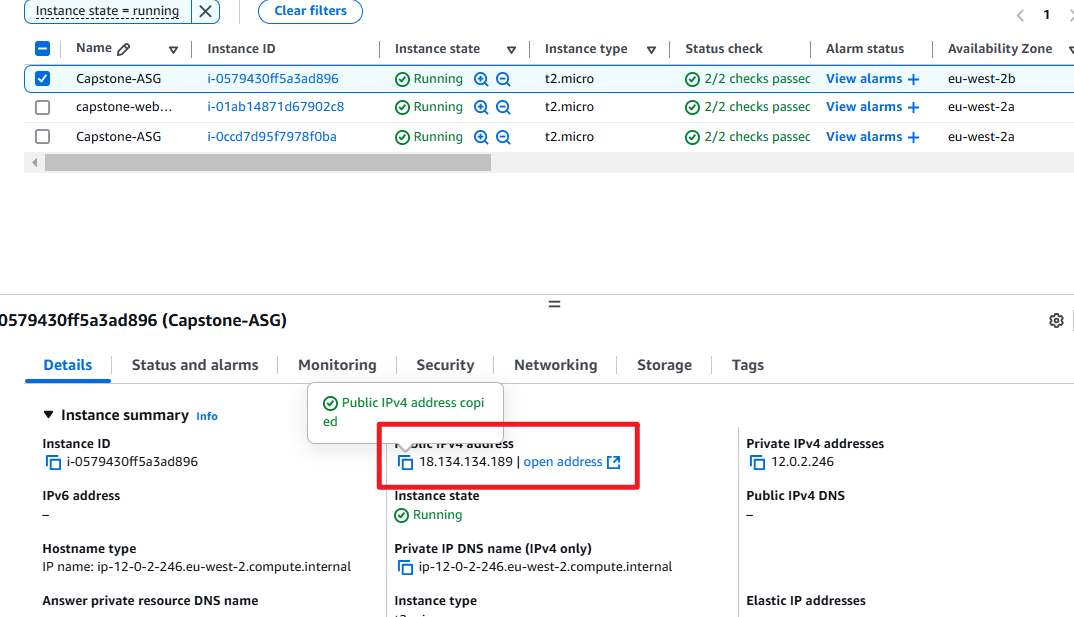 Instance state = running
Clear filters
1
Name Instance ID Instance state Instance type Status check Alarm status Availability Zone
Capstone-ASG i-0579430ff5a3ad896 Running t2.micro 2/2 checks passec View alarms + eu-west-2b
capstone-web... i-01ab14871d67902c8 Running t2.micro 2/2 checks passec View alarms + eu-west-2a
Capstone-ASG i-0ccd7d95f7978f0ba Running t2.micro 2/2 checks passec View alarms + eu-west-2a
0579430ff5a3ad896 (Capstone-ASG)
Details Status and alarms Monitoring Security Networking Storage Tags
Public IPv4 address copi
ed
Instance summary Info
Instance ID
i-0579430ff5a3ad896
Public IPv4 address
18.134.134.189 | open address
Private IPv4 addresses
12.0.2.246
IPv6 address
–
Instance state
Running
Public IPv4 DNS
–
Hostname type
IP name: ip-12-0-2-246.eu-west-2.compute.internal
Private IP DNS name (IPv4 only)
ip-12-0-2-246.eu-west-2.compute.internal
Answer private resource DNS name
Instance type
Elastic IP addresses